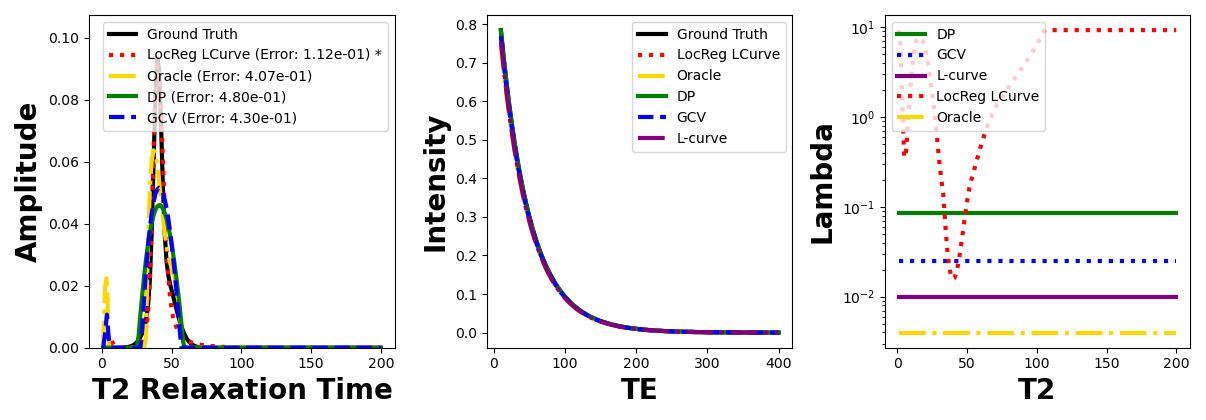 Amplitude
0.10
0.08
0.06
0.04
0.02
0.00
Ground Truth
LocReg LCurve (Error: 1.12e-01) *
Oracle (Error: 4.07e-01)
DP (Error: 4.80e-01)
GCV (Error: 4.30e-01)
0
50
100
150
200
T2 Relaxation Time
Intensity
0.8
0.7
0.6
0.5
0.4
0.3
0.2
0.1
0.0
Ground Truth
LocReg LCurve
Oracle
DP
GCV
L-curve
0
100
200
300
400
TE
Lambda
10¹
10⁰
10⁻¹
10⁻²
DP
GCV
L-curve
LocReg LCurve
Oracle
0
50
100
150
200
T2